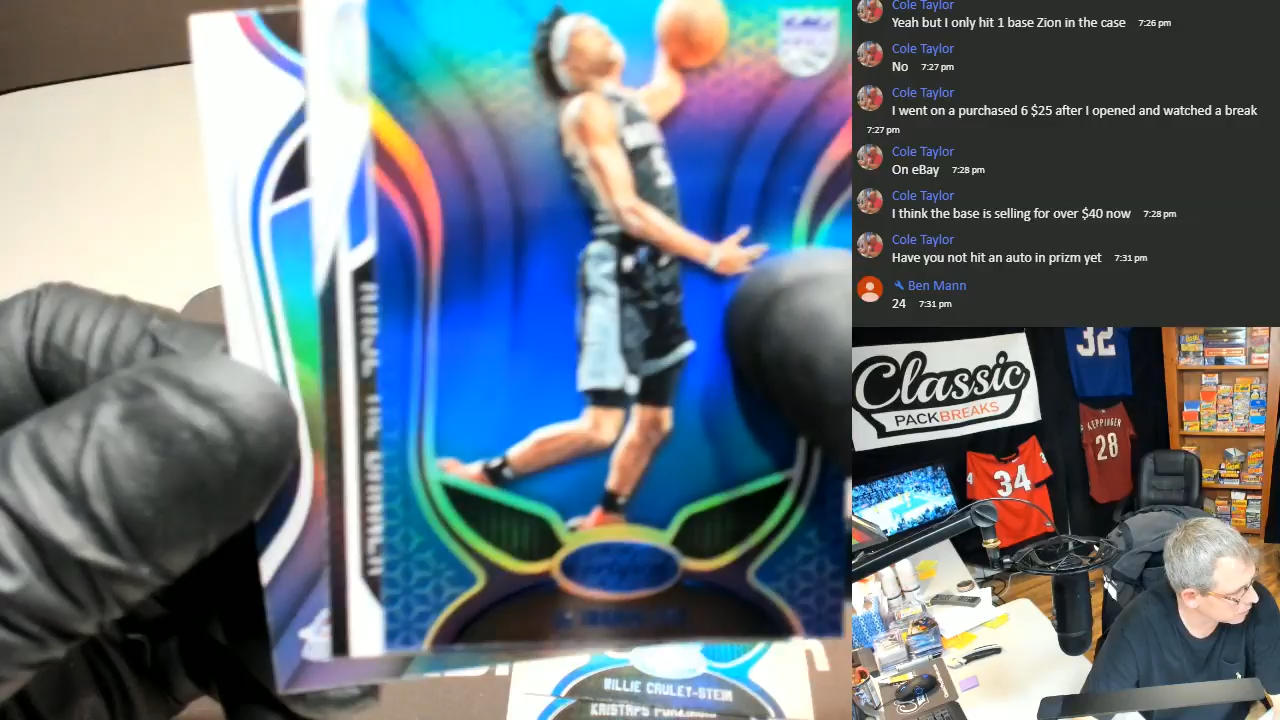 Cole Taylor
Yeah but I only hit 1 base Zion in the case 7:26 pm
Cole Taylor
No 7:27 pm
Cole Taylor
I went on a purchased 6 $25 after I opened and watched a break
7:27 pm
Cole Taylor
On eBay 7:28 pm
Cole Taylor
I think the base is selling for over $40 now 7:28 pm
Cole Taylor
Have you not hit an auto in prizm yet 7:31 pm
Ben Mann
24 7:31 pm
Classic
PACKBREAKS
32
KEPPINGER
28
34
4
3
WILLIE CAULEY-STEIN
KRISTAPS